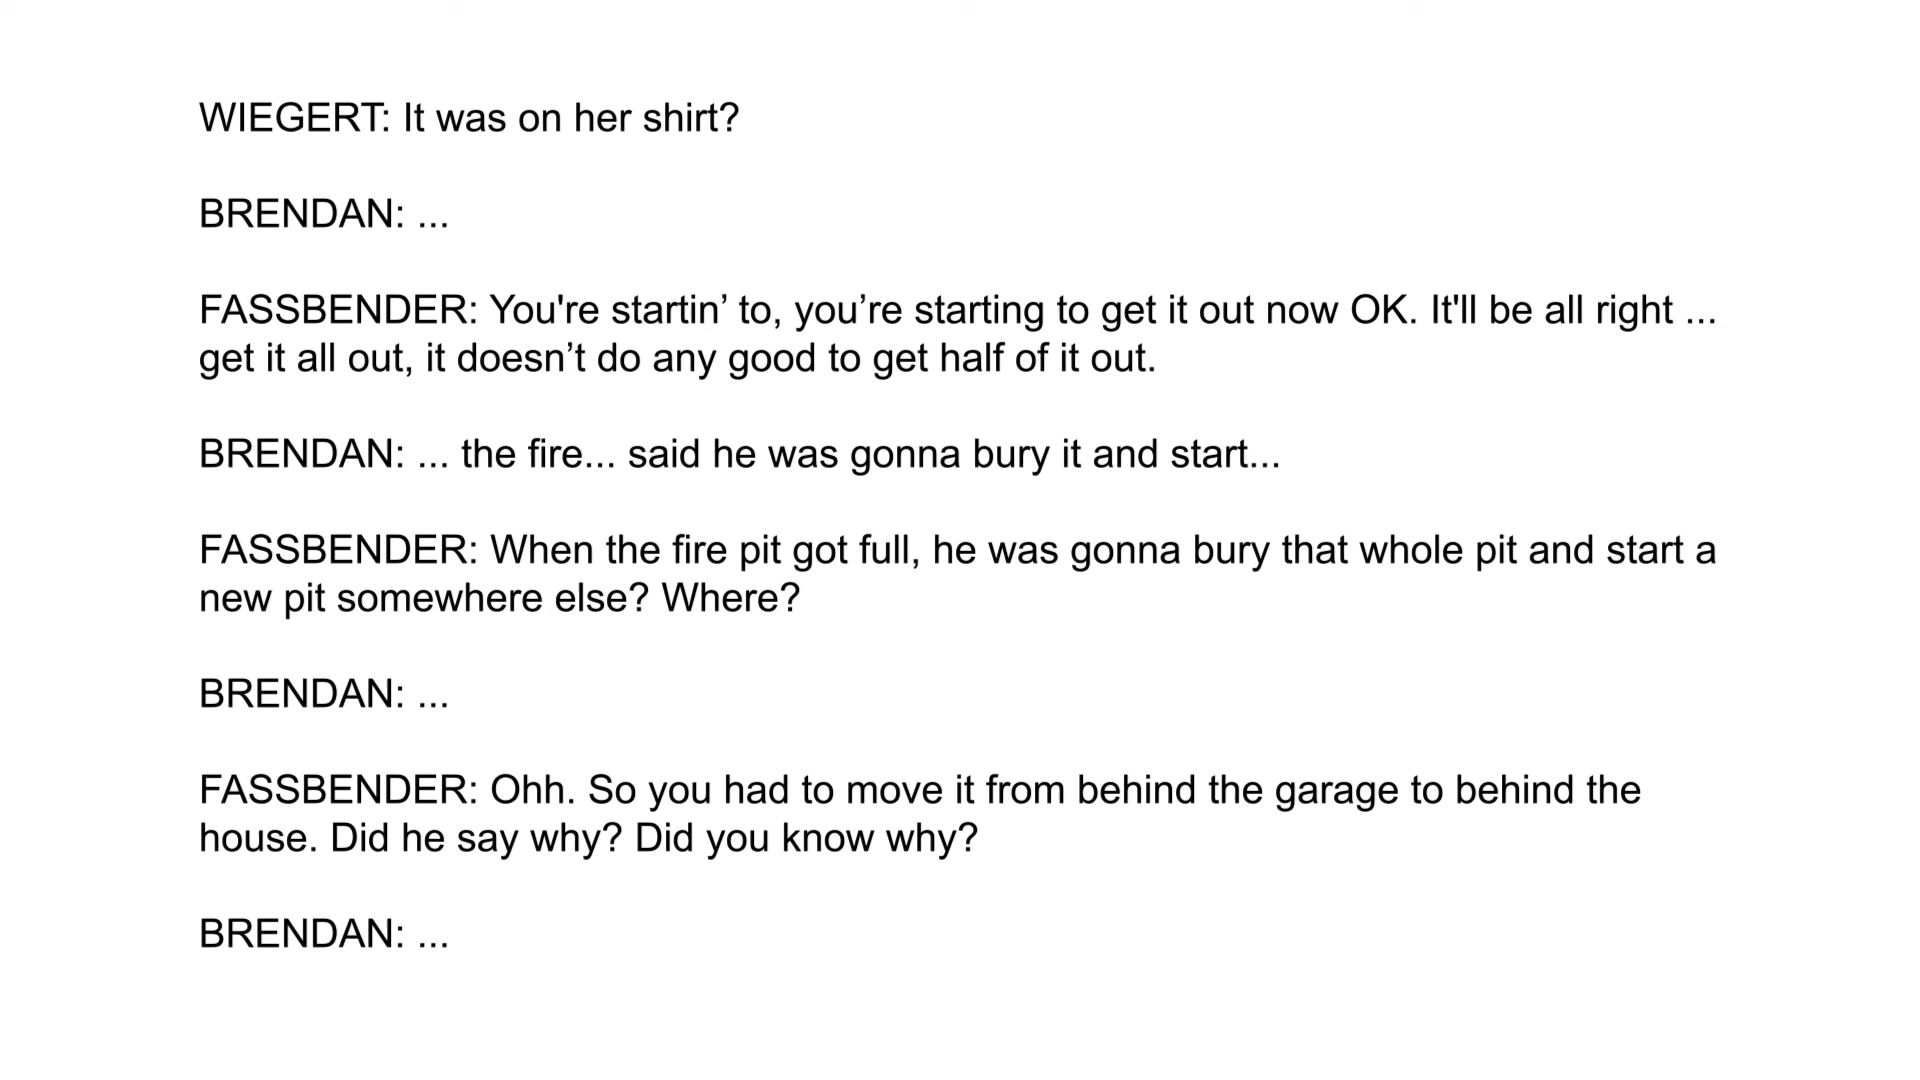 WIEGERT: It was on her shirt?
BRENDAN: ...
FASSBENDER: You're startin’ to, you’re starting to get it out now OK. It'll be all right ...
get it all out, it doesn’t do any good to get half of it out.
BRENDAN: ... the fire... said he was gonna bury it and start...
FASSBENDER: When the fire pit got full, he was gonna bury that whole pit and start a
new pit somewhere else? Where?
BRENDAN: ...
FASSBENDER: Ohh. So you had to move it from behind the garage to behind the
house. Did he say why? Did you know why?
BRENDAN: ...